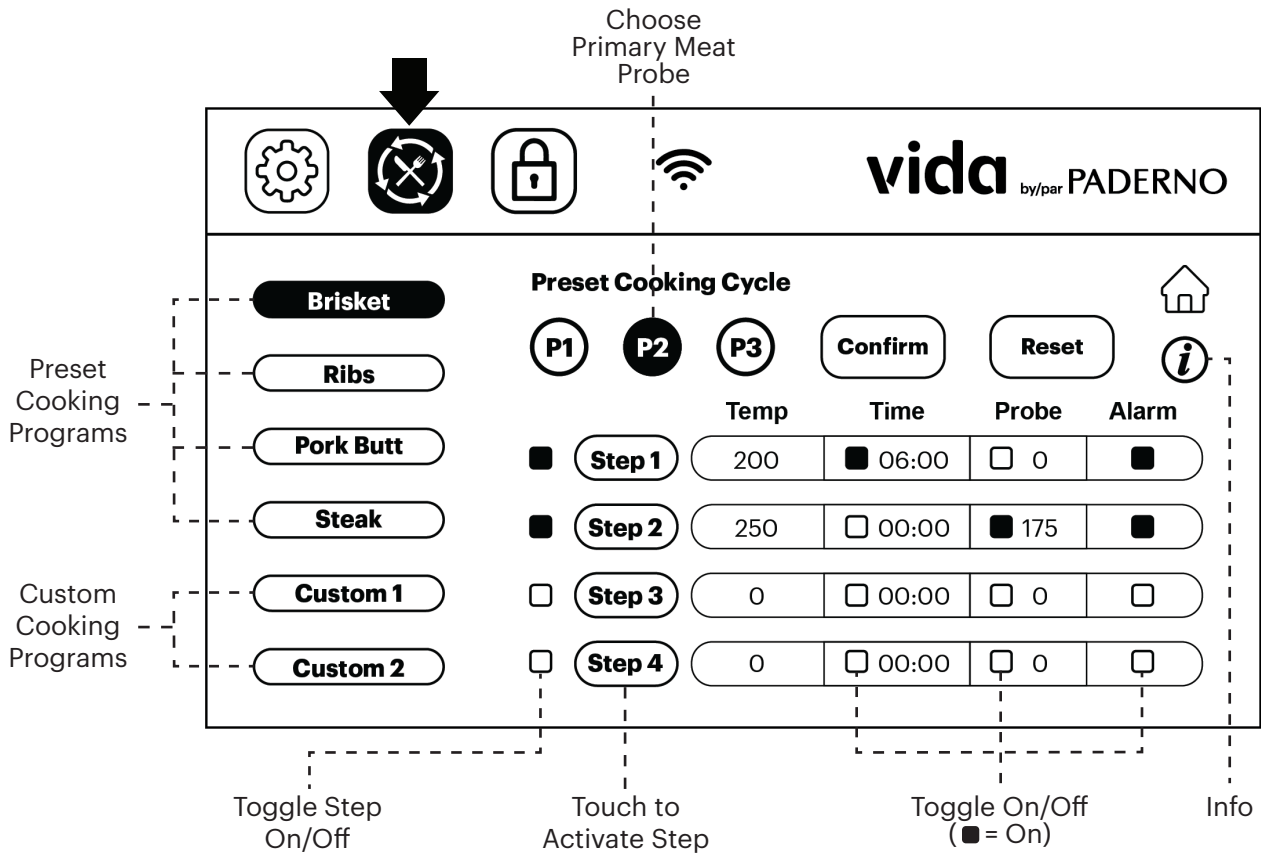 Choose
Primary Meat
Probe
vida by/par PADERNO
Preset
Cooking
Programs
Custom
Cooking
Programs
Brisket
Ribs
Pork Butt
Steak
Custom 1
Custom 2
Preset Cooking Cycle
P1 P2 P3 Confirm Reset i
Temp Time Probe Alarm
Step 1 200 06:00 0
Step 2 250 00:00 175
Step 3 0 00:00 0
Step 4 0 00:00 0
Toggle Step
On/Off
Touch to
Activate Step
Toggle On/Off
(■ = On)
Info